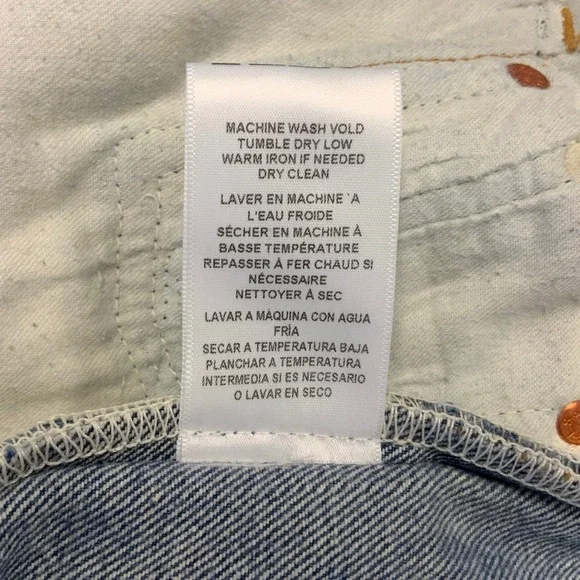 MACHINE WASH VOLD
TUMBLE DRY LOW
WARM IRON IF NEEDED
DRY CLEAN
LAVER EN MACHINE `A
L'EAU FROIDE
SÉCHER EN MACHINE À
BASSE TEMPÉRATURE
REPASSER À FER CHAUD SI
NÉCESSAIRE
NETTOYER À SEC
LAVAR A MÁQUINA CON AGUA
FRÍA
SECAR A TEMPERATURA BAJA
PLANCHAR A TEMPERATURA
INTERMEDIA SI ES NECESARIO
O LAVAR EN SECO